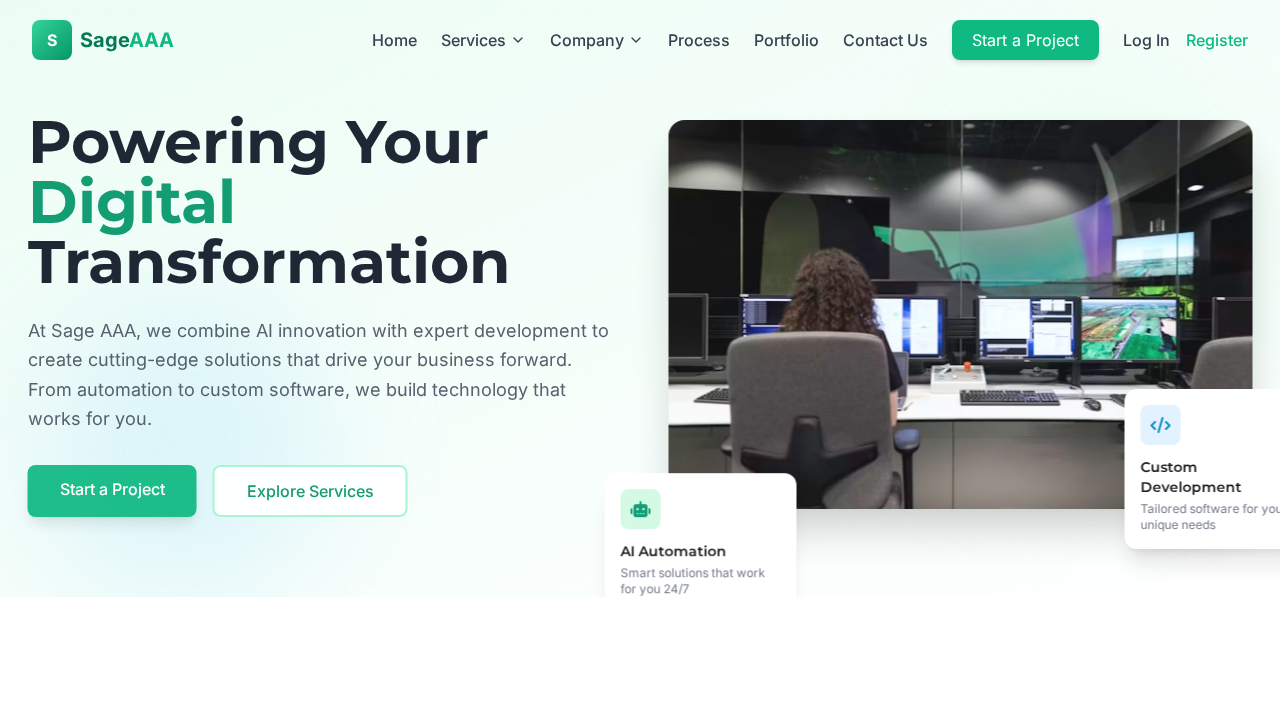 S SageAAA Home Services Company Process Portfolio Contact Us Start a Project Log In Register
Powering Your
Digital
Transformation
At Sage AAA, we combine AI innovation with expert development to
create cutting-edge solutions that drive your business forward.
From automation to custom software, we build technology that
works for you.
Start a Project Explore Services
Custom
Development
Tailored software for you
unique needs
AI Automation
Smart solutions that work
for you 24/7